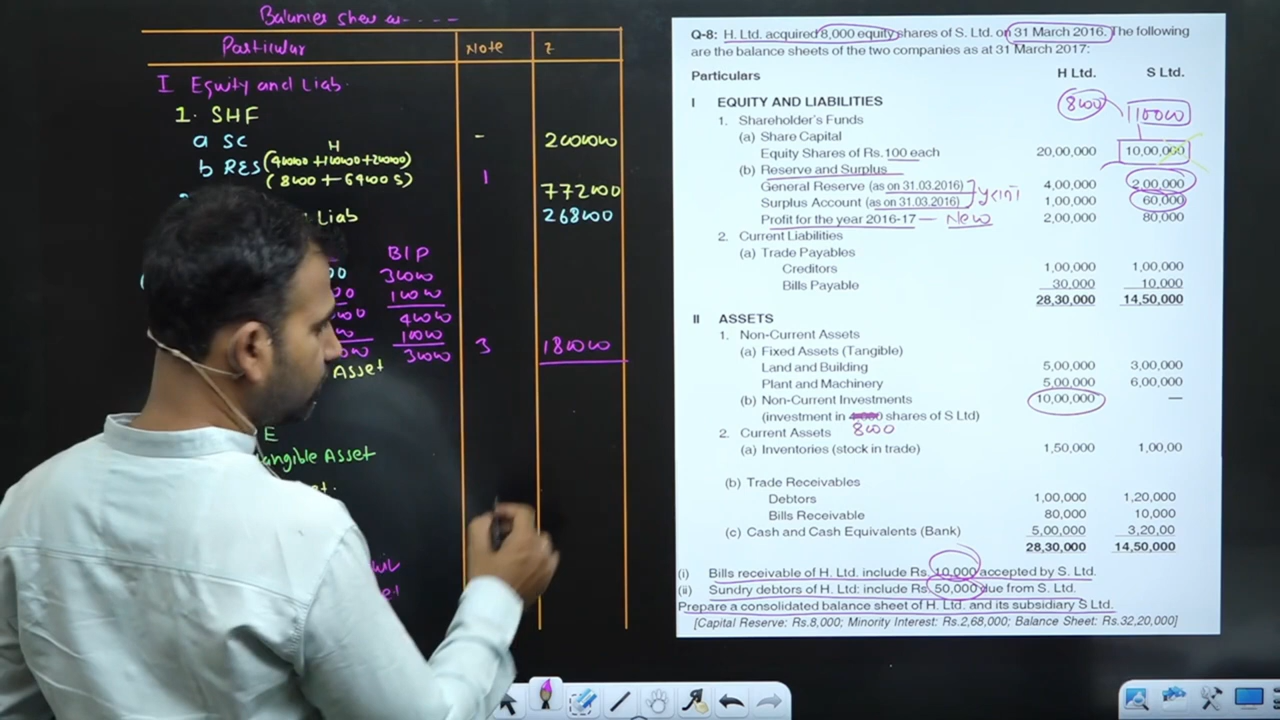 Balance sheet as----
Particular Note ₹
I Equity and Liab.
1. SHF
a SC - 2000000
H
b RES (400000+100000+200000)
(8000 + 64000 S) 1 772000
Liab 268000
B/P
00 30000
00 10000
000 40000
10000
30000 3 180000
Asset
E
tangible Asset
et.
Q-8: H. Ltd. acquired 8,000 equity shares of S. Ltd. on 31 March 2016. The following
are the balance sheets of the two companies as at 31 March 2017:
Particulars H Ltd. S Ltd.
8000 10000
I EQUITY AND LIABILITIES
1. Shareholder's Funds
(a) Share Capital
Equity Shares of Rs.100 each 20,00,000 10,00,000
(b) Reserve and Surplus
General Reserve (as on 31.03.2016) 4,00,000 2,00,000
Surplus Account (as on 31.03.2016) 1,00,000 60,000
Profit for the year 2016-17 — New 2,00,000 80,000
2. Current Liabilities
(a) Trade Payables
Creditors 1,00,000 1,00,000
Bills Payable 30,000 10.000
28,30,000 14,50,000
II ASSETS
1. Non-Current Assets
(a) Fixed Assets (Tangible)
Land and Building 5,00,000 3,00,000
Plant and Machinery 5,00,000 6,00,000
(b) Non-Current Investments 10,00,000 —
(investment in shares of S Ltd)
8000
2. Current Assets
(a) Inventories (stock in trade) 1,50,000 1,00,00
(b) Trade Receivables
Debtors 1,00,000 1,20,000
Bills Receivable 80,000 10,000
(c) Cash and Cash Equivalents (Bank) 5,00,000 3,20,00
28,30,000 14,50,000
(i) Bills receivable of H. Ltd. include Rs. 10,000 accepted by S. Ltd.
(ii) Sundry debtors of H. Ltd: include Rs. 50,000 due from S. Ltd.
Prepare a consolidated balance sheet of H. Ltd. and its subsidiary S Ltd.
[Capital Reserve: Rs.8,000; Minority Interest: Rs.2,68,000; Balance Sheet: Rs.32,20,000]